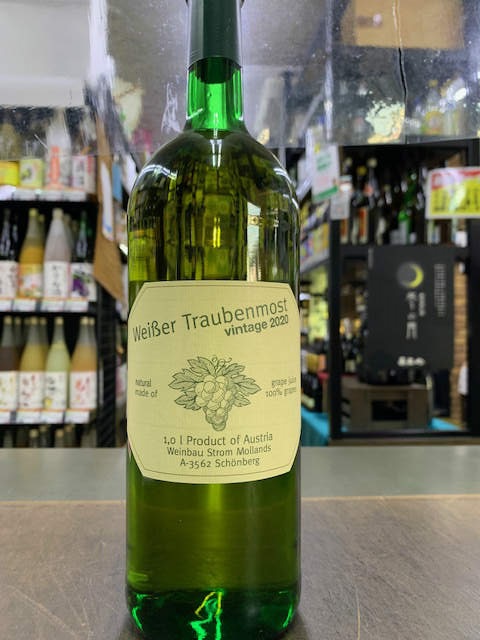 Weißer Traubenmost
vintage 2020
natural
made of
grape juice
100% grapes
1,0 l Product of Austria
Weinbau Strom Mollands
A-3562 Schönberg